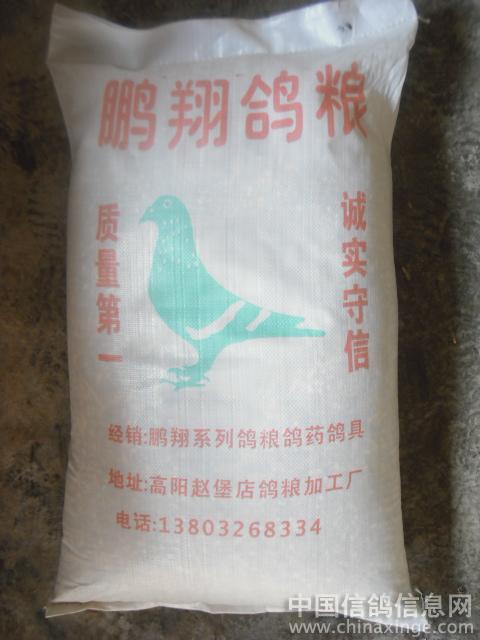 鹏翔鸽粮
质量第一
诚实守信
经销:鹏翔系列鸽粮鸽药鸽具
地址:高阳赵堡店鸽粮加工厂
电话:13803268334
中国信鸽信息网
www.chinaxinge.com